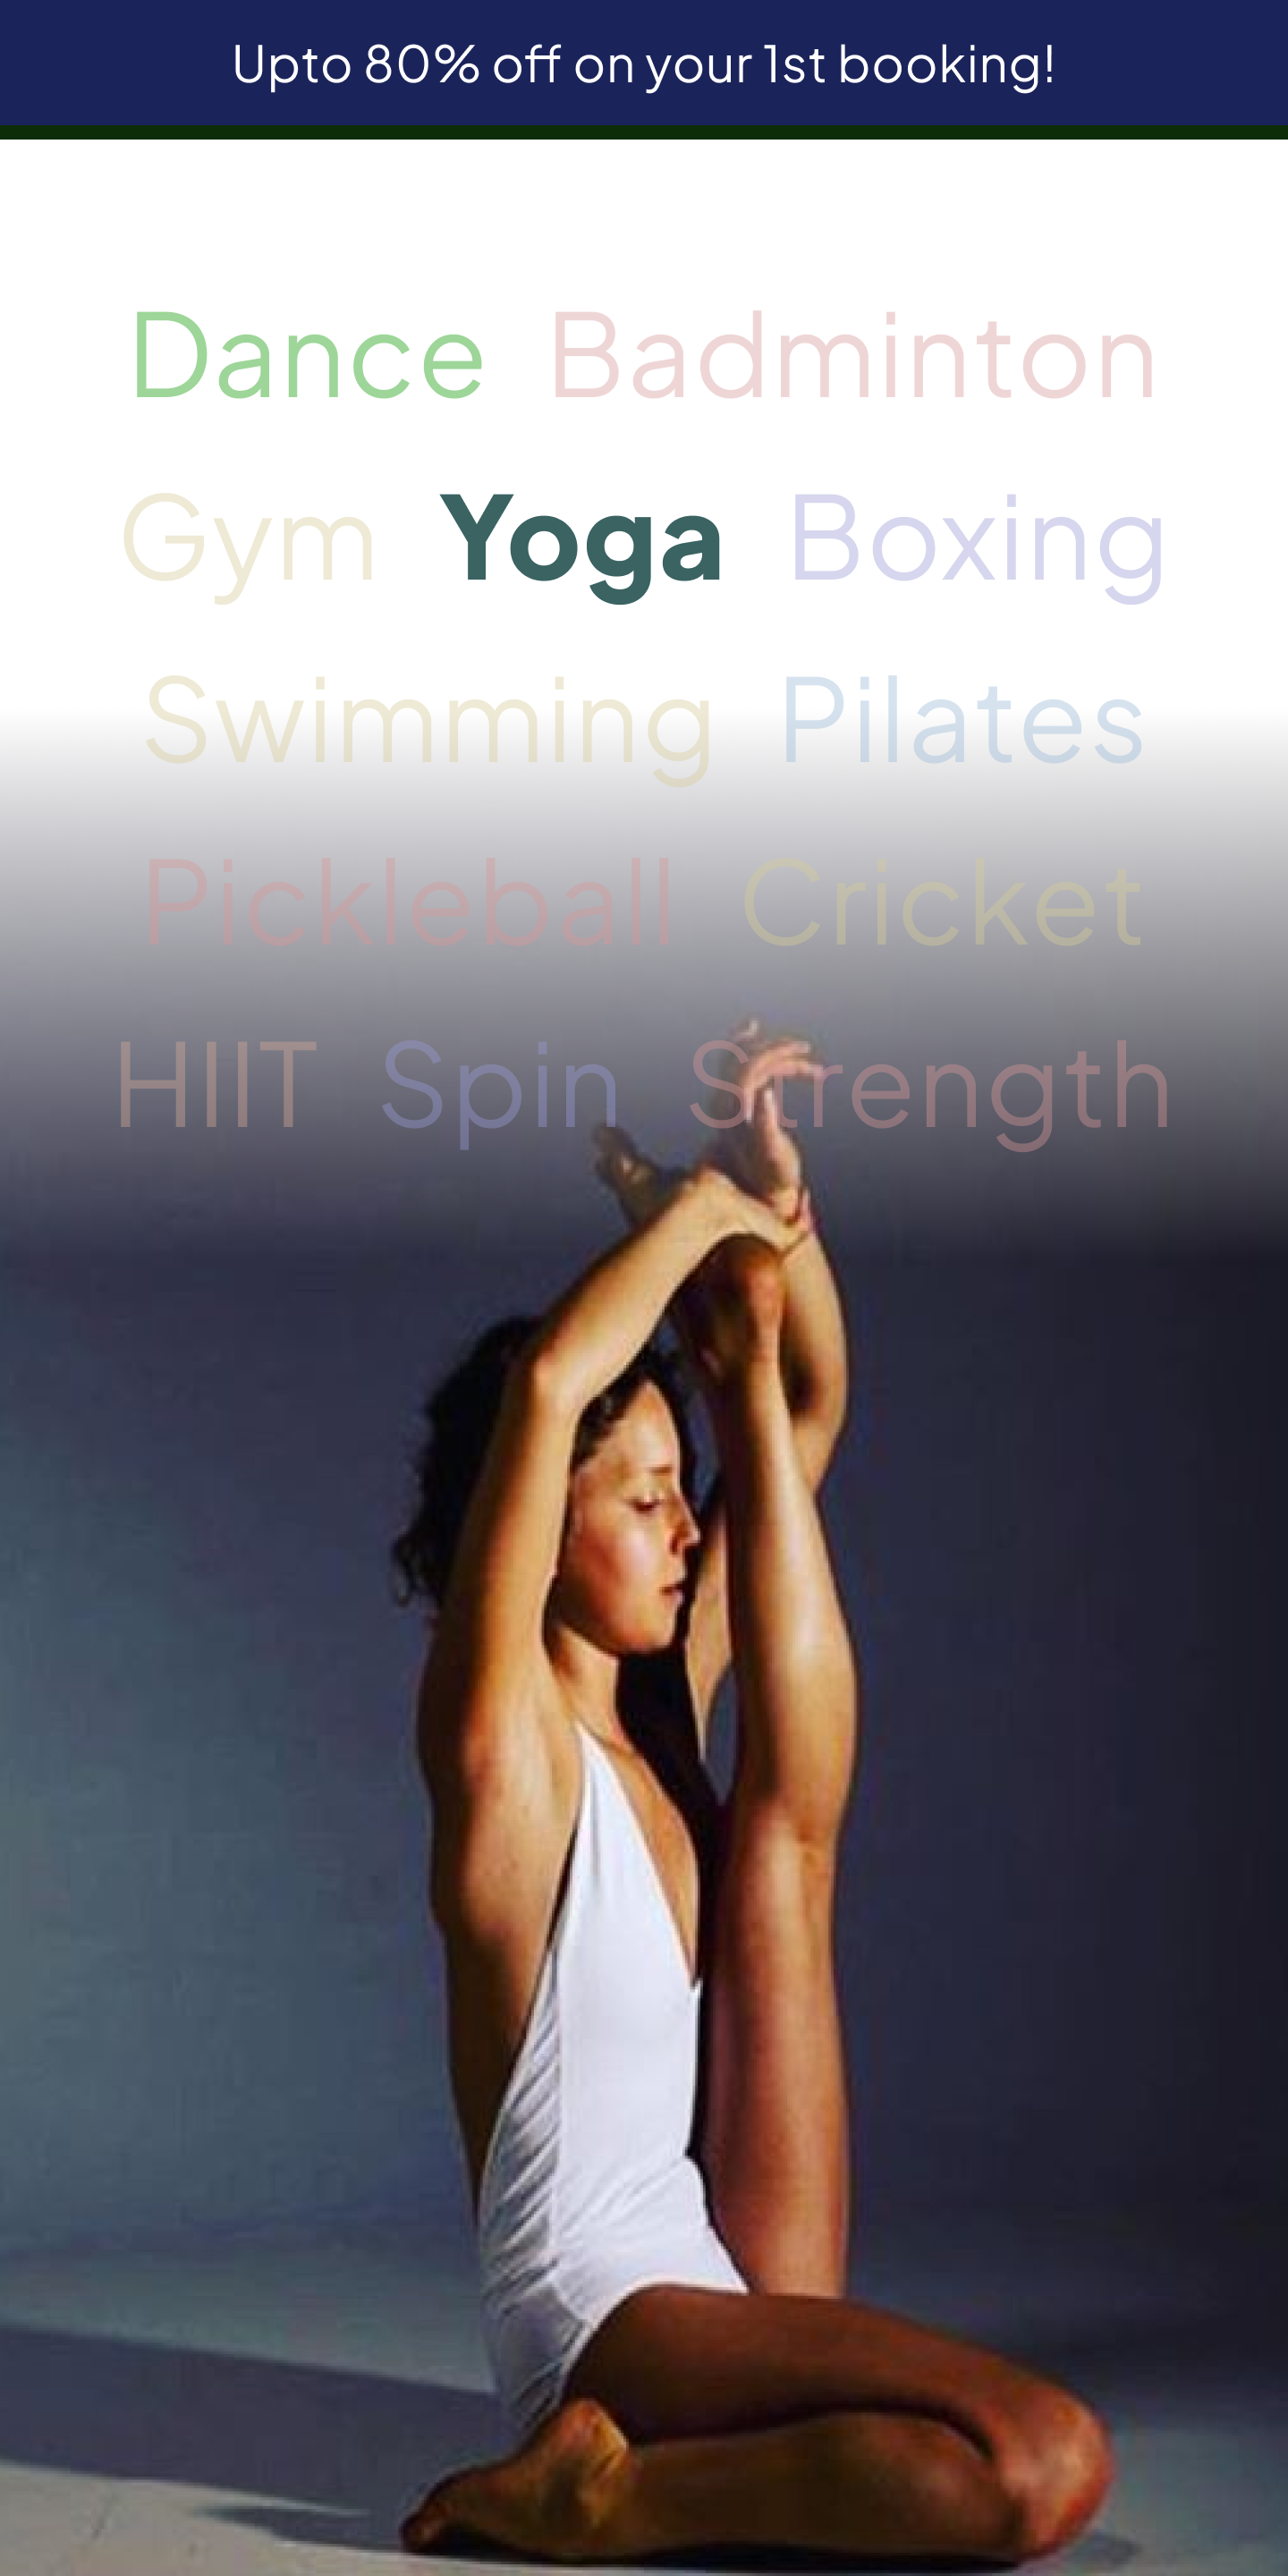 Upto 80% off on your 1st booking!
Dance Badminton
Gym Yoga Boxing
Swimming Pilates
Pickleball Cricket
HIIT Spin Strength